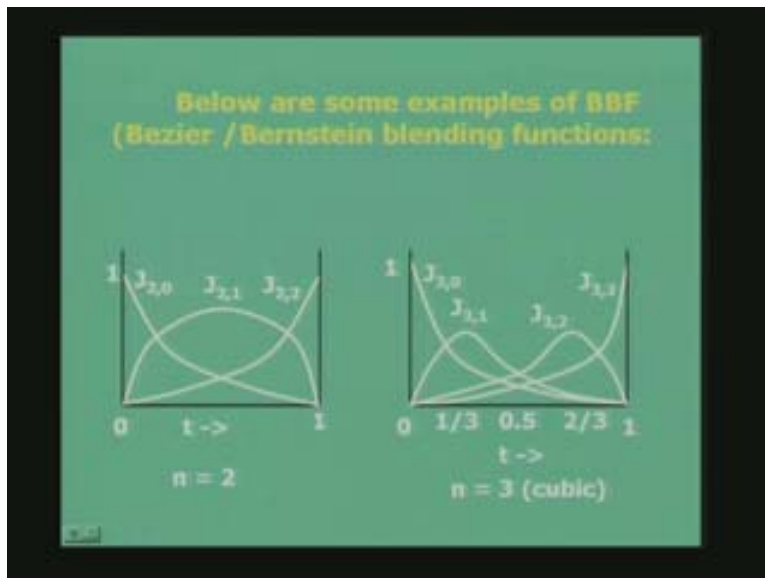 Below are some examples of BBF
(Bezier /Bernstein blending functions:
1 J2,0 J2,1 J2,2
0 t -> 1
n = 2
1 J3,0 J3,1 J3,2 J3,3
0 1/3 0.5 2/3 1
t ->
n = 3 (cubic)